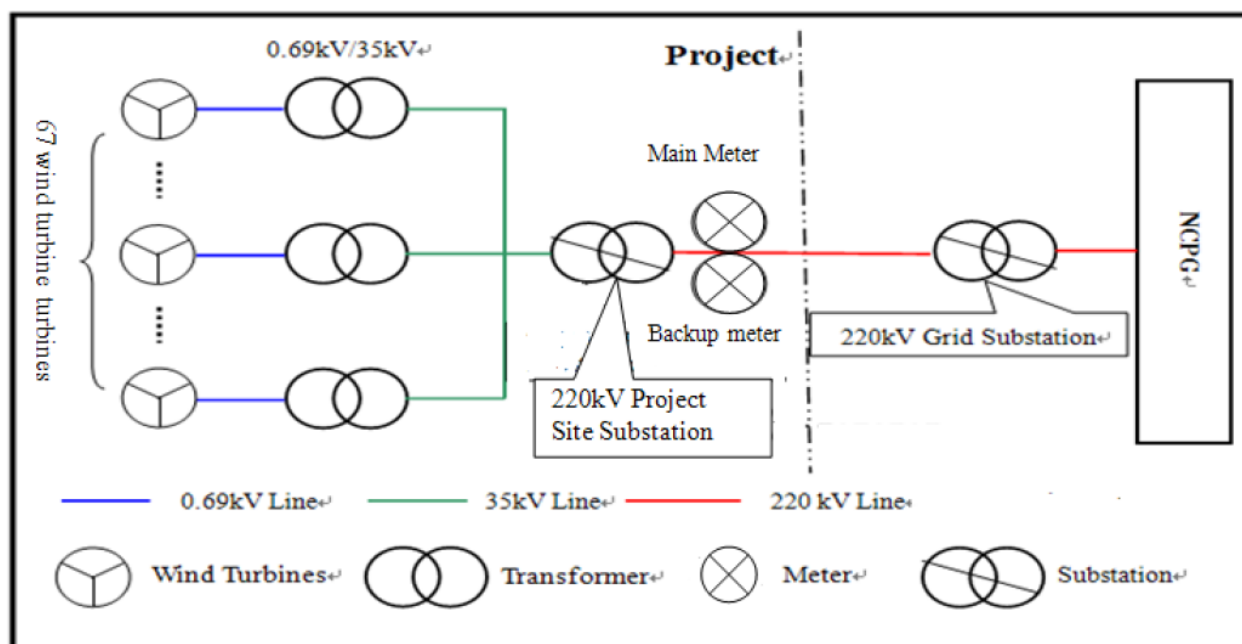 0.69kV/35kV↵
Project↵
67 wind turbine turbines
Main Meter
Backup meter
NCPG↵
220kV Grid Substation↵
220kV Project
Site Substation
0.69kV Line↵
35kV Line↵
220 kV Line↵
Wind Turbines↵
Transformer↵
Meter↵
Substation↵